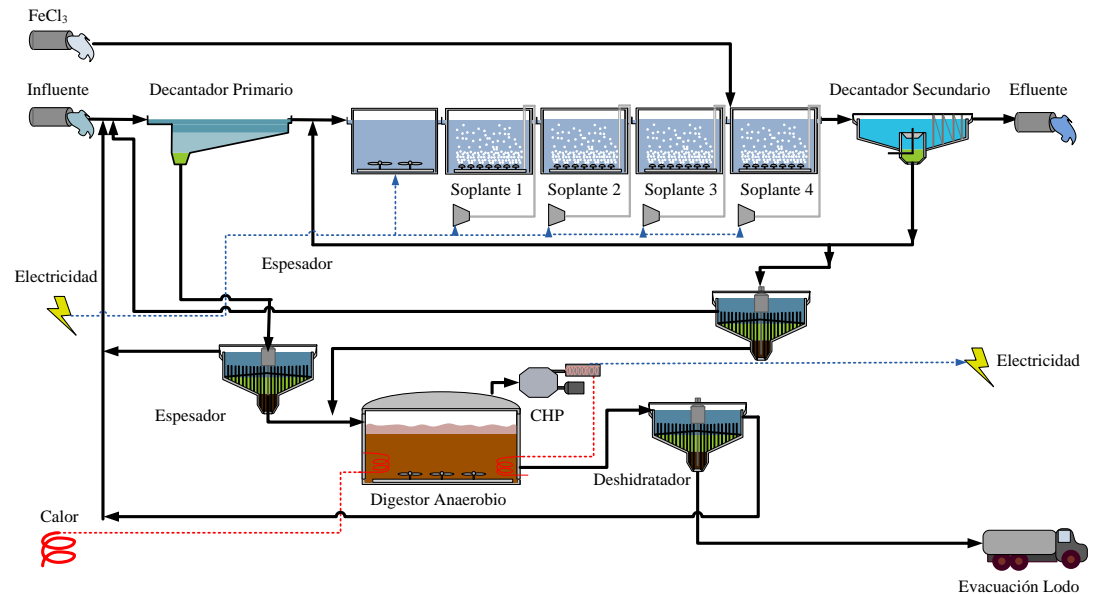 FeCl₃
Influente
Decantador Primario
Decantador Secundario
Efluente
Soplante 1
Soplante 2
Soplante 3
Soplante 4
Espesador
Electricidad
Electricidad
Espesador
CHP
Deshidratador
Digestor Anaerobio
Calor
Evacuación Lodo